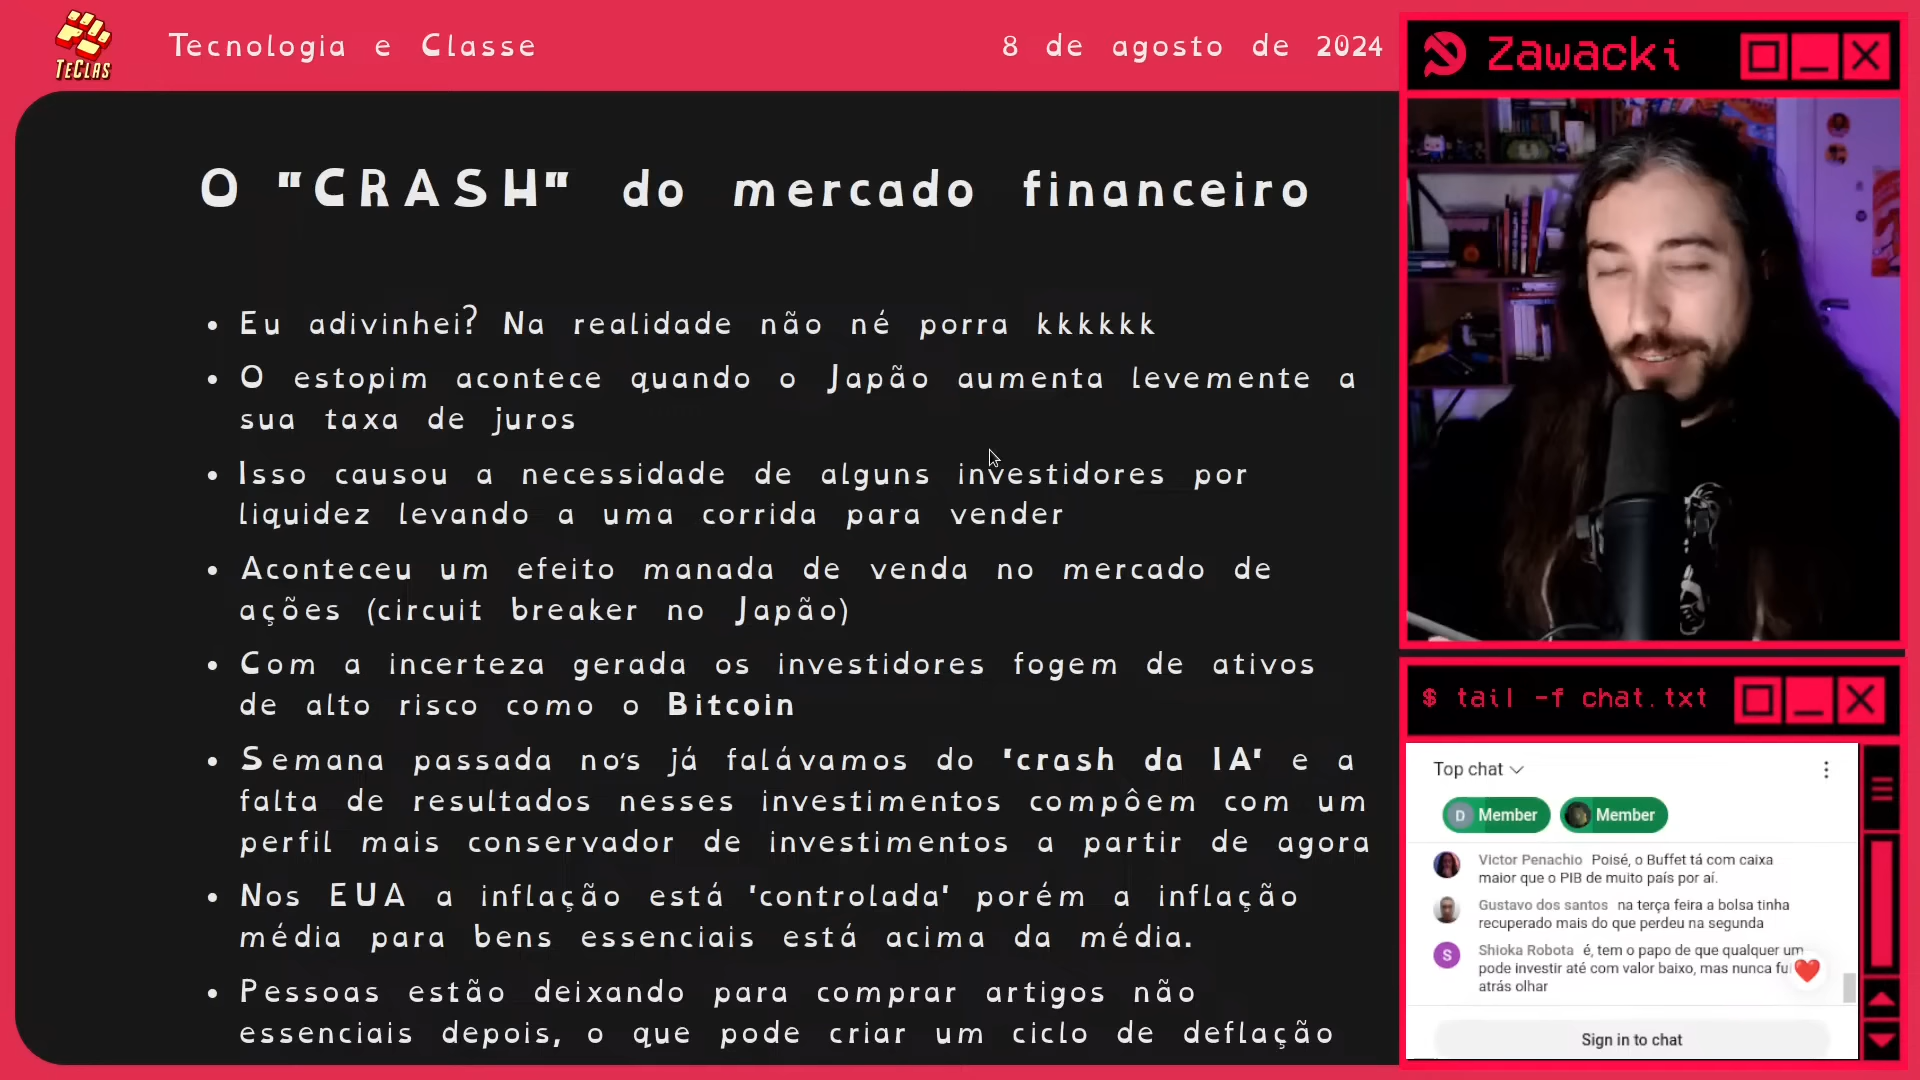 TeCLAS
Tecnologia e Classe
8 de agosto de 2024
O "CRASH" do mercado financeiro
• Eu adivinhei? Na realidade não né porra kkkkkk
• O estopim acontece quando o Japão aumenta levemente a
sua taxa de juros
• Isso causou a necessidade de alguns investidores por
liquidez levando a uma corrida para vender
• Aconteceu um efeito manada de venda no mercado de
ações (circuit breaker no Japão)
• Com a incerteza gerada os investidores fogem de ativos
de alto risco como o Bitcoin
• Semana passada no's já falávamos do 'crash da IA' e a
falta de resultados nesses investimentos compôem com um
perfil mais conservador de investimentos a partir de agora
• Nos EUA a inflação está 'controlada' porém a inflação
média para bens essenciais está acima da média.
• Pessoas estão deixando para comprar artigos não
essenciais depois, o que pode criar um ciclo de deflação
Zawacki
$ tail -f chat.txt
Top chat
D Member
Member
Victor Penachio Poisé, o Buffet tá com caixa
maior que o PIB de muito país por aí.
Gustavo dos santos na terça feira a bolsa tinha
recuperado mais do que perdeu na segunda
S Shioka Robota é, tem o papo de que qualquer um
pode investir até com valor baixo, mas nunca fui
atrás olhar
Sign in to chat